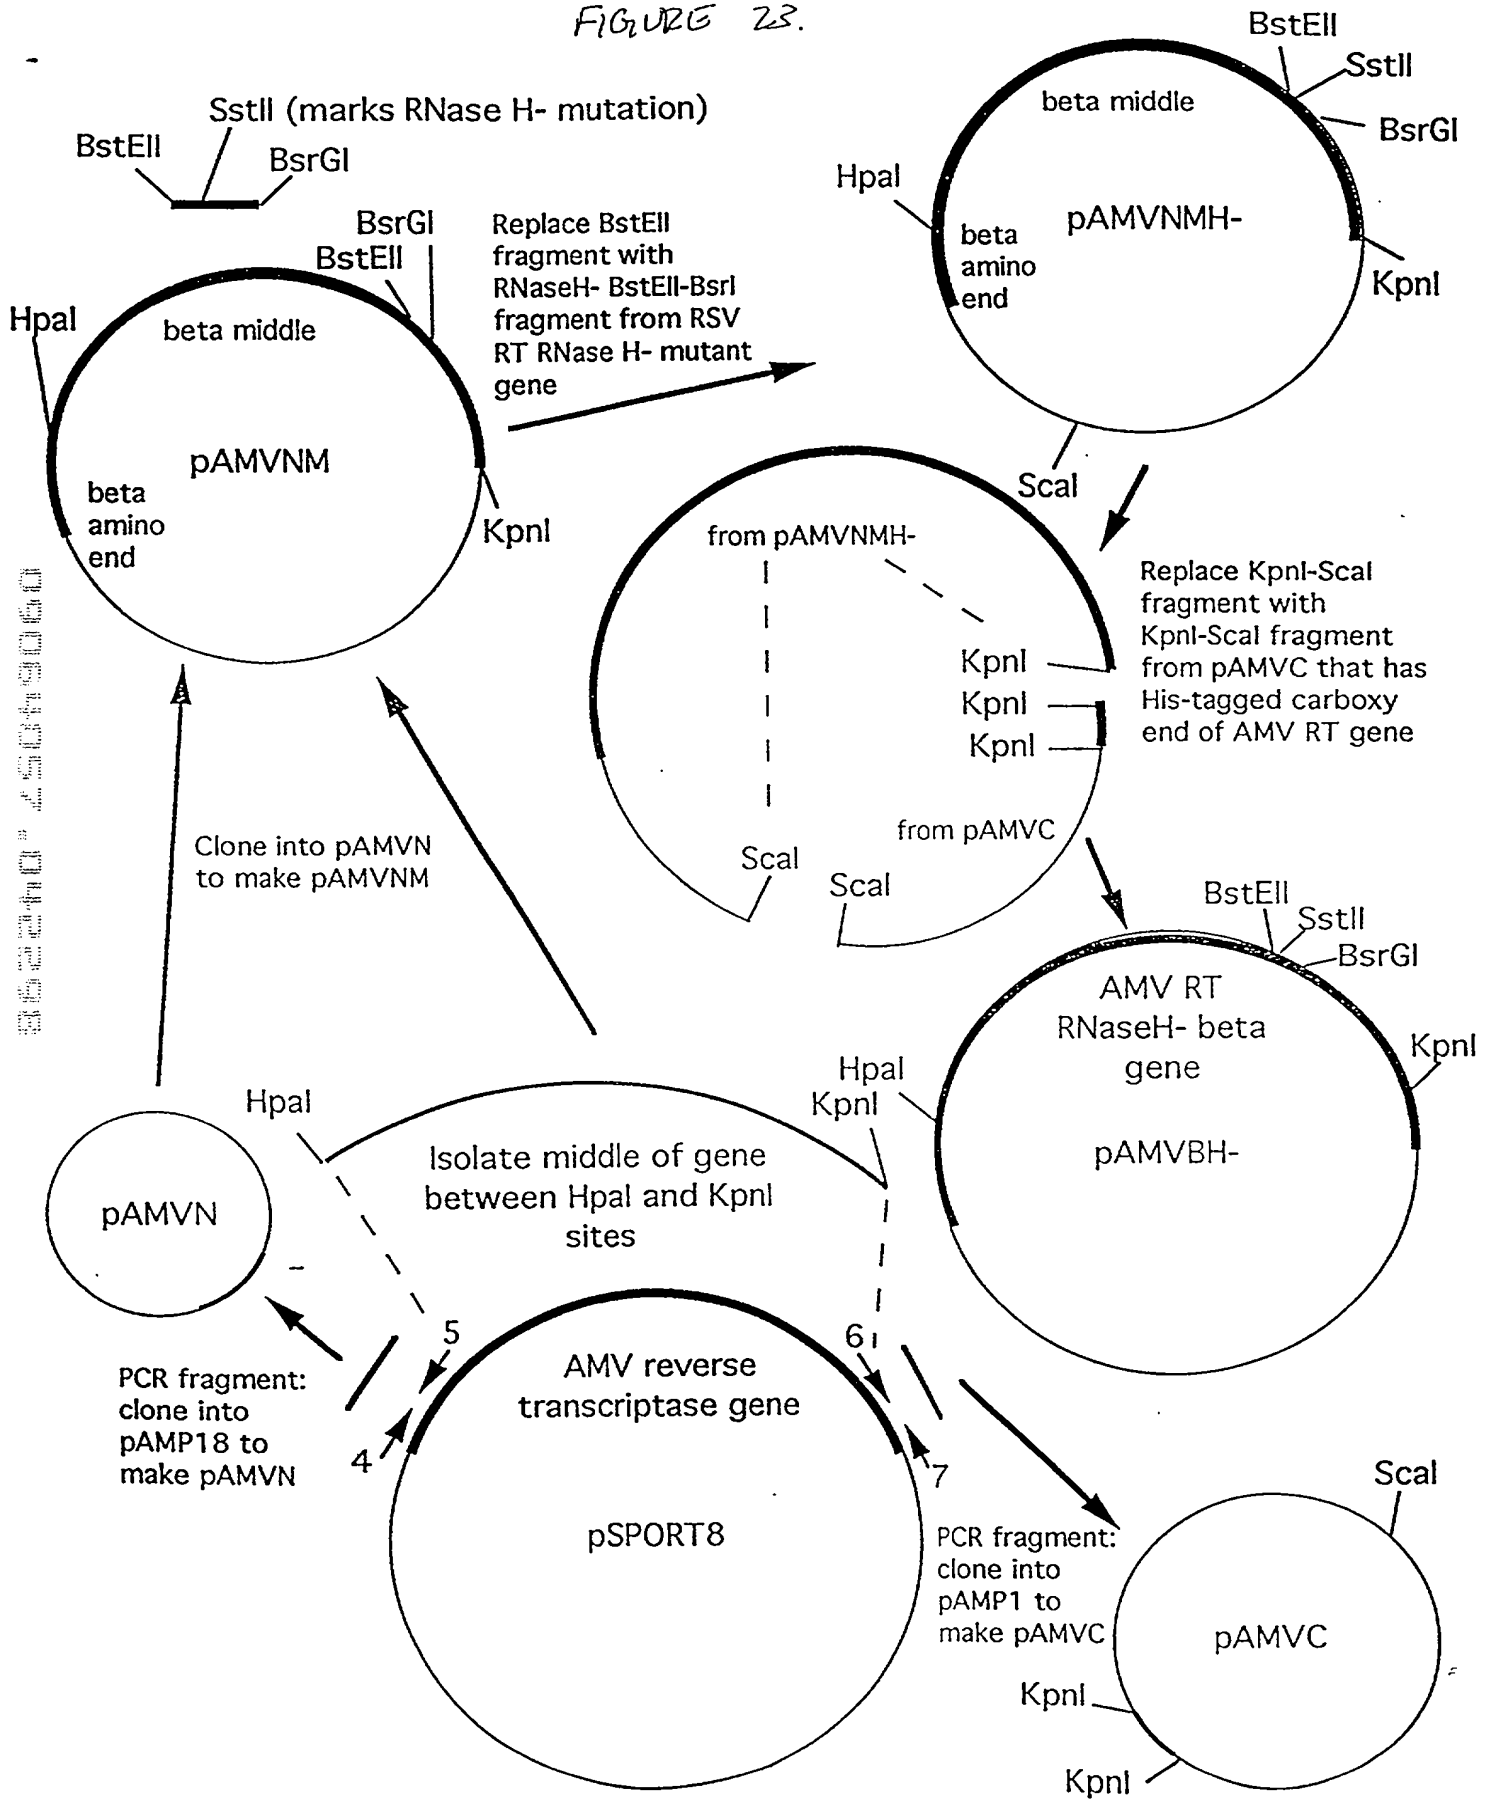 FIGURE 23.
SstII (marks RNase H- mutation)
BstEII
BsrGI
BstEII
SstII
BsrGI
beta middle
HpaI
pAMVNMH-
beta
amino
end
KpnI
ScaI
BsrGI
BstEII
HpaI
beta middle
pAMVNM
beta
amino
end
KpnI
Replace BstEII
fragment with
RNaseH- BstEII-BsrI
fragment from RSV
RT RNase H- mutant
gene
from pAMVNMH-
KpnI
KpnI
KpnI
from pAMVC
ScaI
ScaI
Replace KpnI-ScaI
fragment with
KpnI-ScaI fragment
from pAMVC that has
His-tagged carboxy
end of AMV RT gene
Clone into pAMVN
to make pAMVNM
BstEII
SstII
BsrGI
AMV RT
RNaseH- beta
gene
KpnI
HpaI
pAMVBH-
HpaI
KpnI
Isolate middle of gene
between HpaI and KpnI
sites
pAMVN
PCR fragment:
clone into
pAMP18 to
make pAMVN
5
4
6
7
AMV reverse
transcriptase gene
pSPORT8
PCR fragment:
clone into
pAMP1 to
make pAMVC
ScaI
pAMVC
KpnI
KpnI